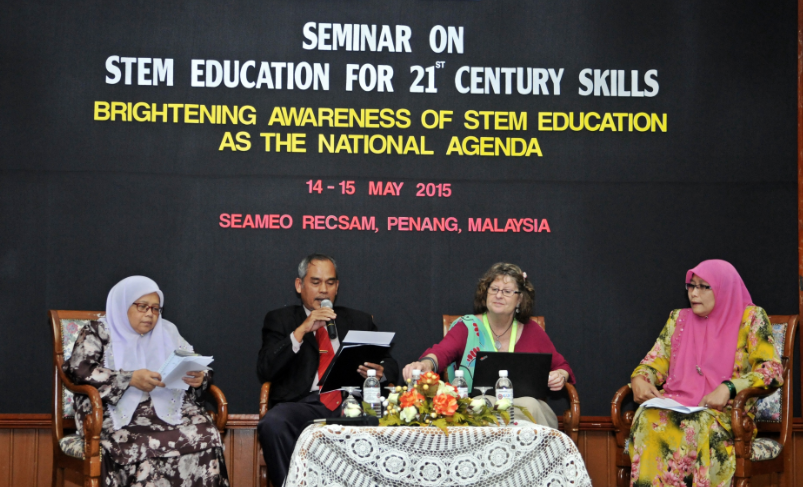 SEMINAR ON
STEM EDUCATION FOR 21ST CENTURY SKILLS
BRIGHTENING AWARENESS OF STEM EDUCATION
AS THE NATIONAL AGENDA
14 - 15 MAY 2015
SEAMEO RECSAM, PENANG, MALAYSIA